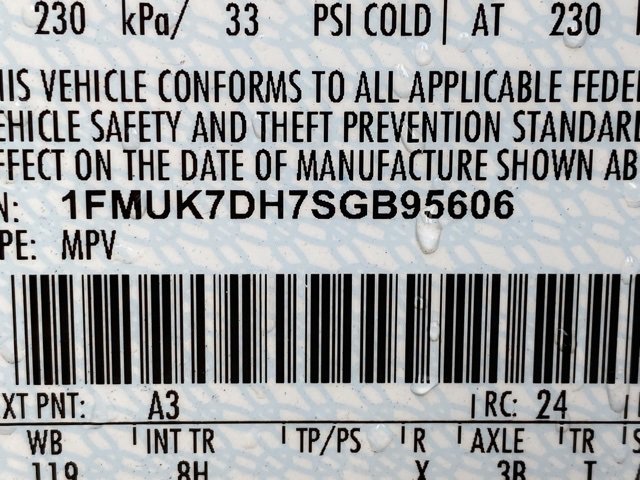 230 kPa/ 33 PSI COLD AT 230
HIS VEHICLE CONFORMS TO ALL APPLICABLE FEDER
EHICLE SAFETY AND THEFT PREVENTION STANDARD
FFECT ON THE DATE OF MANUFACTURE SHOWN AB
N: 1FMUK7DH7SGB95606
PE: MPV
XT PNT: A3 RC: 24
WB INT TR TP/PS R AXLE TR S
119 8H X 3B T